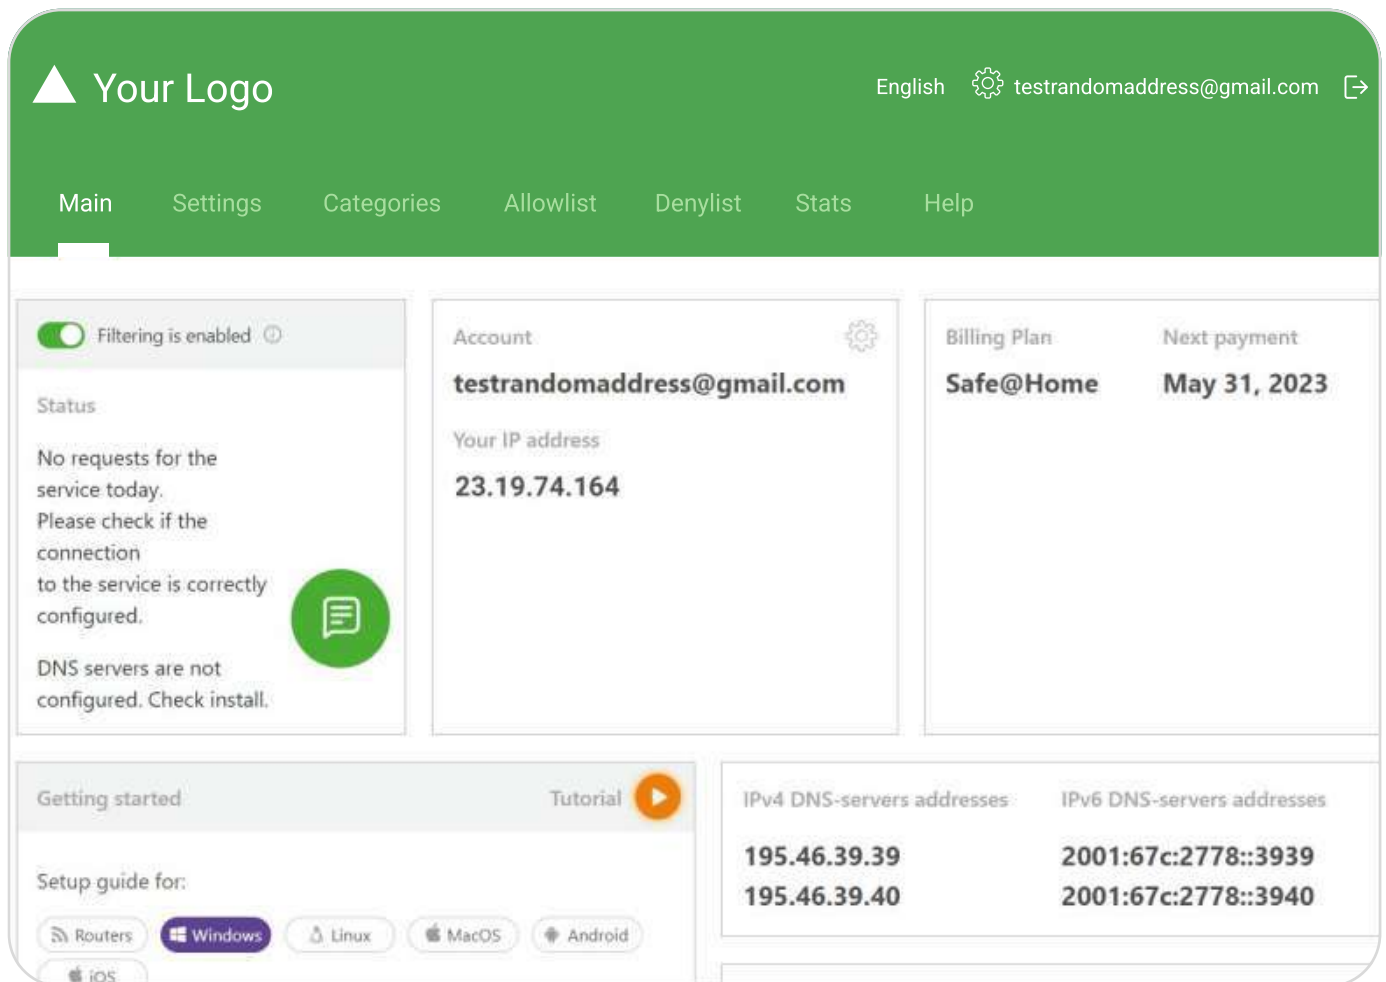 Your Logo
English
testrandomaddress@gmail.com
Main
Settings
Categories
Allowlist
Denylist
Stats
Help
Filtering is enabled
Status
No requests for the
service today.
Please check if the
connection
to the service is correctly
configured.
DNS servers are not
configured. Check install.
Account
testrandomaddress@gmail.com
Your IP address
23.19.74.164
Billing Plan
Safe@Home
Next payment
May 31, 2023
Getting started
Tutorial
Setup guide for:
Routers
Windows
Linux
MacOS
Android
iOS
IPv4 DNS-servers addresses
195.46.39.39
195.46.39.40
IPv6 DNS-servers addresses
2001:67c:2778::3939
2001:67c:2778::3940